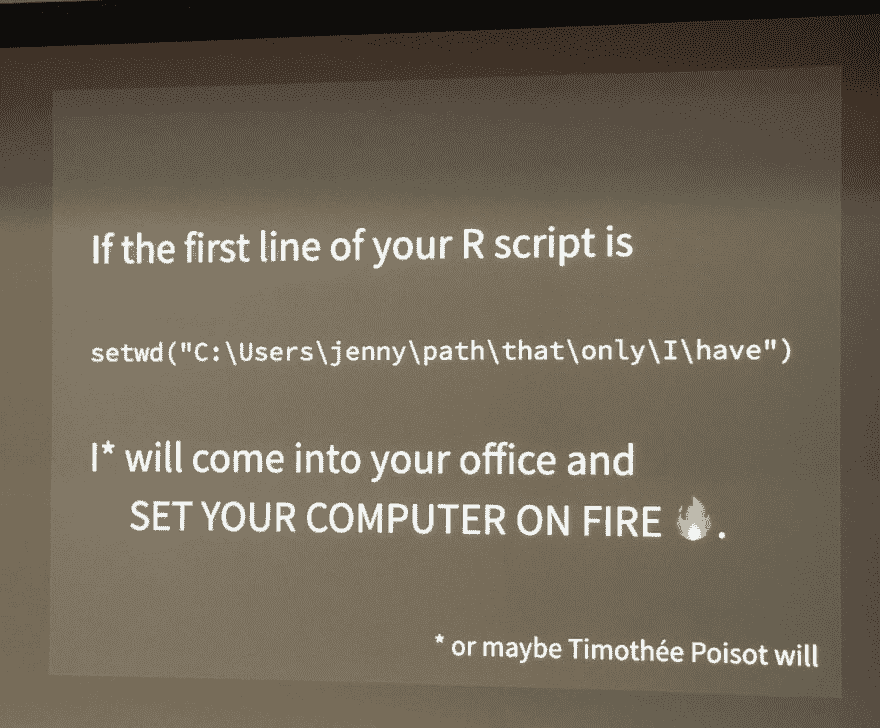 If the first line of your R script is
setwd("C:\Users\jenny\path\that\only\I\have")
I* will come into your office and
SET YOUR COMPUTER ON FIRE 🔥.
* or maybe Timothée Poisot will